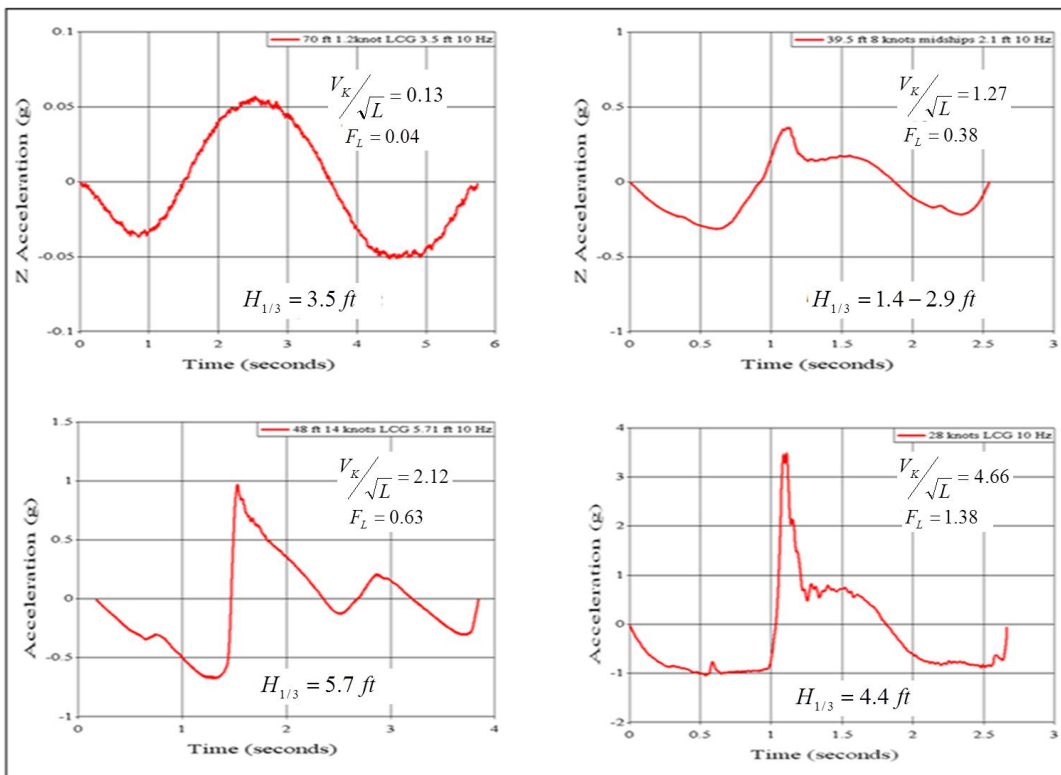 70 ft 1.2knot LCG 3.5 ft 10 Hz
V_K/√L = 0.13
F_L = 0.04
H_1/3 = 3.5 ft
Z Acceleration (g)
0.1
0.05
0
-0.05
-0.1
0 1 2 3 4 5 6
Time (seconds)
39.5 ft 8 knots midships 2.1 ft 10 Hz
V_K/√L = 1.27
F_L = 0.38
H_1/3 = 1.4 – 2.9 ft
Z Acceleration (g)
1
0.5
0
-0.5
-1
0 0.5 1 1.5 2 2.5 3
Time (seconds)
48 ft 14 knots LCG 5.71 ft 10 Hz
V_K/√L = 2.12
F_L = 0.63
H_1/3 = 5.7 ft
Acceleration (g)
1.5
1
0.5
0
-0.5
-1
0 1 2 3 4
Time (seconds)
28 knots LCG 10 Hz
V_K/√L = 4.66
F_L = 1.38
H_1/3 = 4.4 ft
Acceleration (g)
4
3
2
1
0
-1
-2
0 0.5 1 1.5 2 2.5 3
Time (seconds)